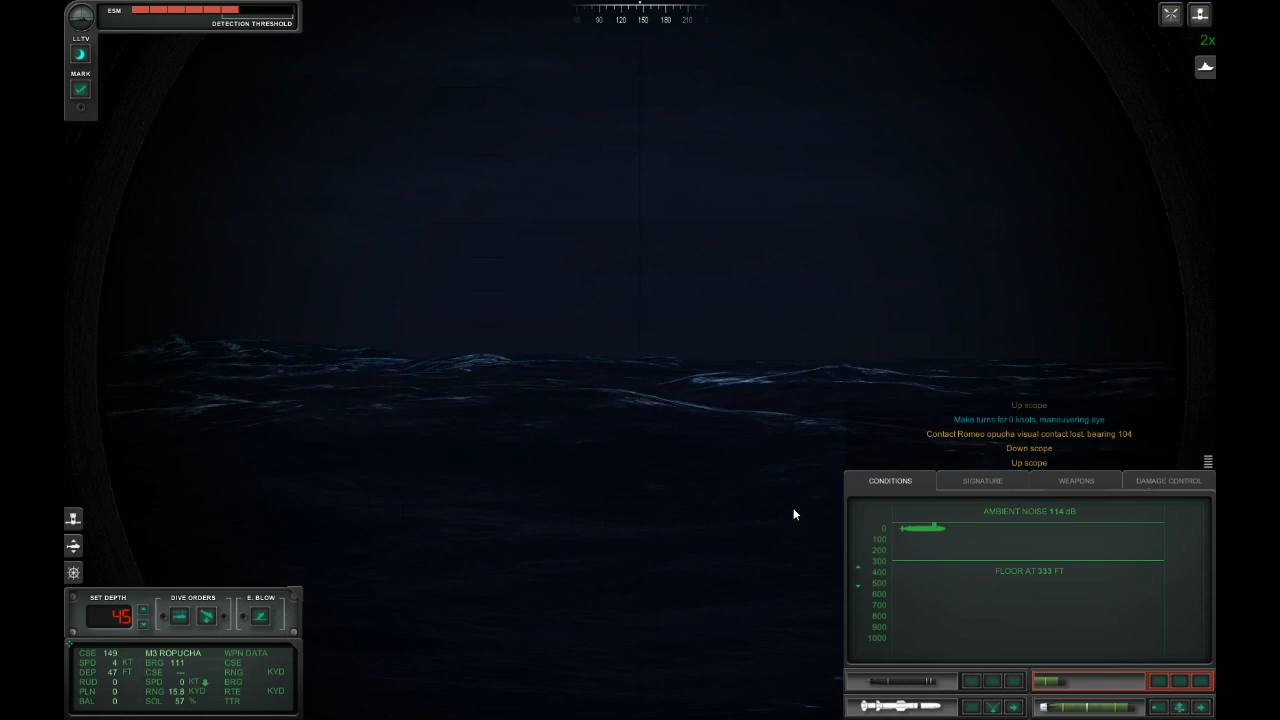 ESM
DETECTION THRESHOLD
LLTV
MARK
90 120 150 180 210
2x
Up scope
Make turns for 0 knots, manouvering aye
Contact Romeo opucha visual contact lost, bearing 104
Down scope
Up scope
CONDITIONS SIGNATURE WEAPONS DAMAGE CONTROL
AMBIENT NOISE 114 dB
0
100
200
300
400
500
600
700
800
900
1000
FLOOR AT 333 FT
SET DEPTH DIVE ORDERS E. BLOW
45
CSE 149 M3 ROPUCHA WPN DATA
SPD 4 KT BRG 111 CSE
DEP 47 FT CSE --- RNG KYD
RUD 0 SPD 0 KT BRG
PLN 0 RNG 15.8 KYD RTE KYD
BAL 0 SOL 57 % TTR